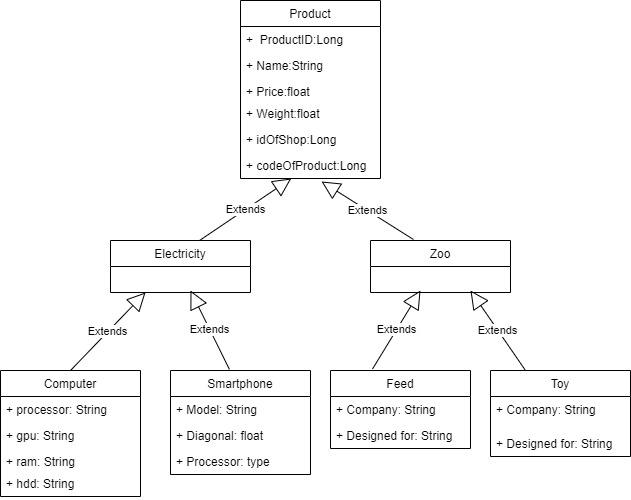 Product
+ ProductID:Long
+ Name:String
+ Price:float
+ Weight:float
+ idOfShop:Long
+ codeOfProduct:Long
Extends
Extends
Electricity
Zoo
Extends
Extends
Extends
Extends
Computer
+ processor: String
+ gpu: String
+ ram: String
+ hdd: String
Smartphone
+ Model: String
+ Diagonal: float
+ Processor: type
Feed
+ Company: String
+ Designed for: String
Toy
+ Company: String
+ Designed for: String